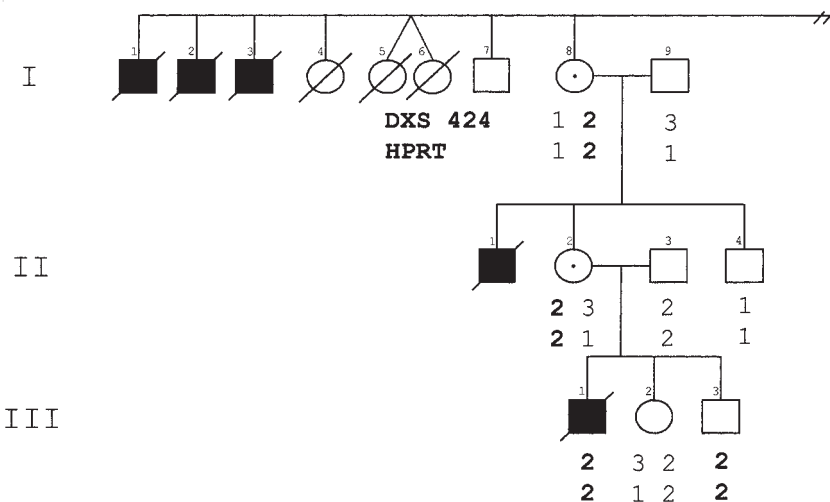 1 2 3 4 5 6 7 8 9
I
DXS 424 1 2 3
HPRT 1 2 1
1 2 3 4
II
2 3 2 1
2 1 2 1
1 2 3
III
2 3 2 2
2 1 2 2